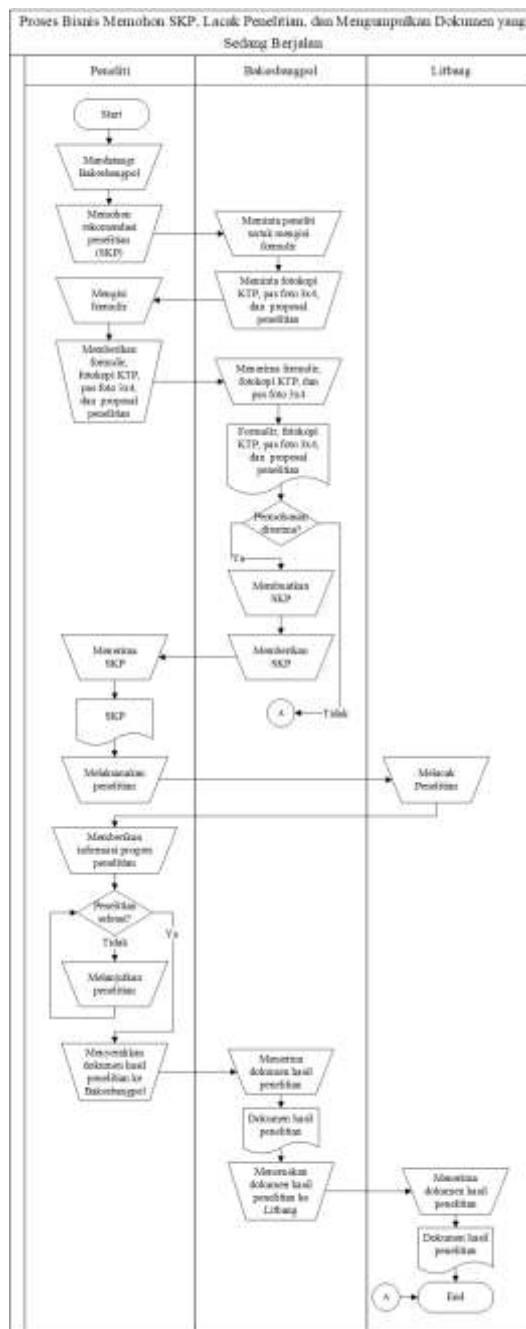 Proses Bisnis Memohon SKP, Lacak Penelitian, dan Mengumpulkan Dokumen yang
Sedang Berjalan
Peneliti
Bakesbangpol
Litbang
Start
Mendatangi
Bakesbangpol
Memohon
rekomendasi
penelitian
(SKP)
Meminta peneliti
untuk mengisi
formulir
Meminta fotokopi
KTP, pas foto 3x4,
dan proposal
penelitian
Mengisi
formulir
Memberikan
formulir,
fotokopi KTP,
pas foto 3x4,
dan proposal
penelitian
Menerima formulir,
fotokopi KTP, dan
pas foto 3x4
Formulir, fotokopi
KTP, pas foto 3x4,
dan proposal
penelitian
Permohonan
diterima?
Ya
Membuatkan
SKP
Memberikan
SKP
Menerima
SKP
SKP
A
Tidak
Melaksanakan
penelitian
Melacak
Penelitian
Memberikan
informasi progres
penelitian
Penelitian
selesai?
Ya
Tidak
Melanjutkan
penelitian
Menyerahkan
dokumen hasil
penelitian ke
Bakesbangpol
Menerima
dokumen hasil
penelitian
Dokumen hasil
penelitian
Meneruskan
dokumen hasil
penelitian ke
Litbang
Menerima
dokumen hasil
penelitian
Dokumen hasil
penelitian
A
End